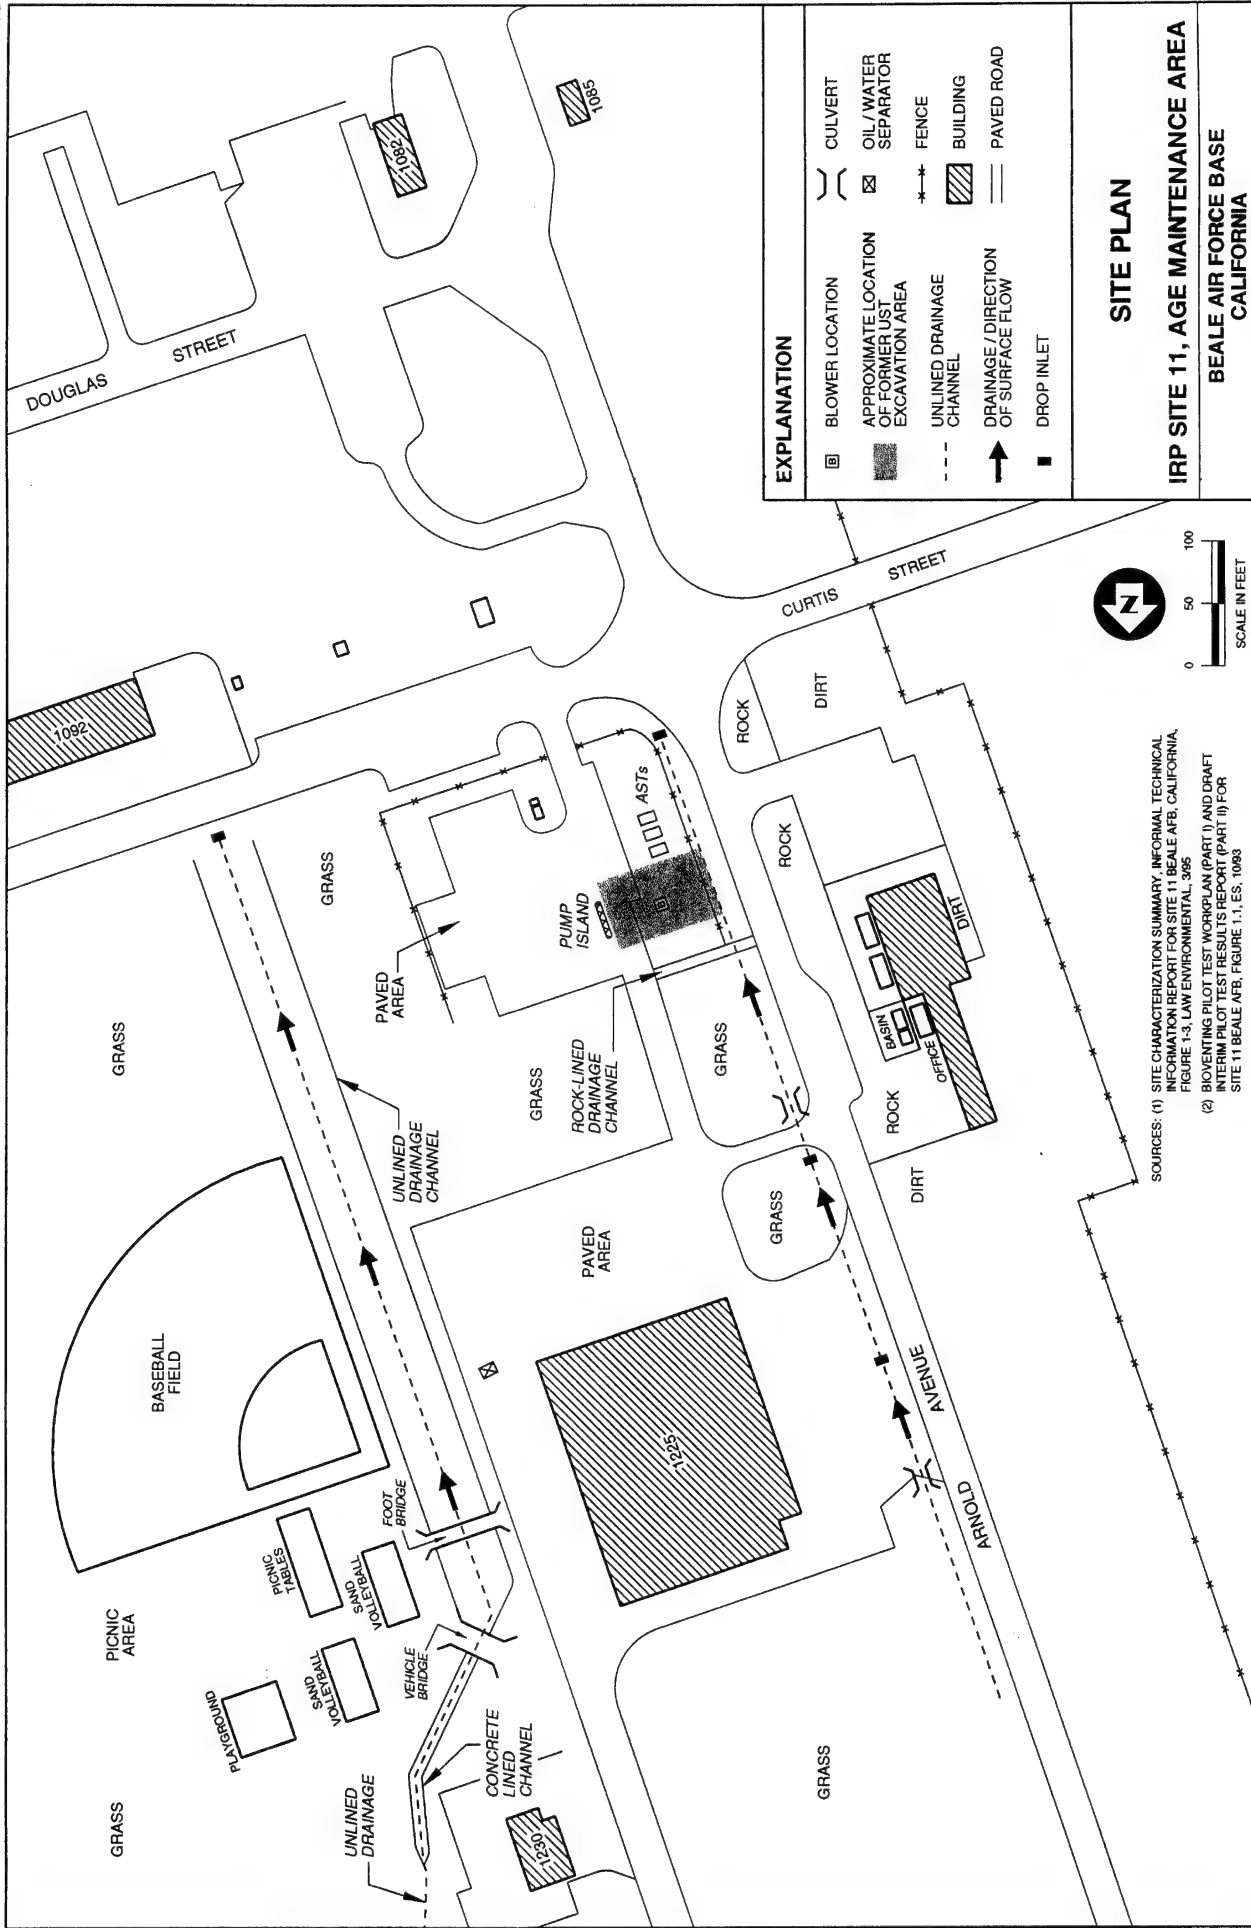 DOUGLAS
STREET
1082
1085
1092
GRASS
GRASS
BASEBALL
FIELD
PICNIC
AREA
PICNIC
TABLES
SAND
VOLLEYBALL
SAND
VOLLEYBALL
PLAYGROUND
GRASS
UNLINED
DRAINAGE
FOOT
BRIDGE
VEHICLE
BRIDGE
CONCRETE
LINED
CHANNEL
1230
UNLINED
DRAINAGE
CHANNEL
PAVED
AREA
GRASS
ROCK-LINED
DRAINAGE
CHANNEL
PUMP
ISLAND
ASTs
B
GRASS
GRASS
PAVED
AREA
1225
GRASS
ROCK
DIRT
ROCK
DIRT
BASIN
OFFICE
ROCK
DIRT
CURTIS
STREET
ARNOLD
AVENUE
EXPLANATION
B
BLOWER LOCATION
APPROXIMATE LOCATION
OF FORMER UST
EXCAVATION AREA
UNLINED DRAINAGE
CHANNEL
DRAINAGE / DIRECTION
OF SURFACE FLOW
DROP INLET
CULVERT
OIL / WATER
SEPARATOR
FENCE
BUILDING
PAVED ROAD
N
0 50 100
SCALE IN FEET
SOURCES: (1) SITE CHARACTERIZATION SUMMARY, INFORMAL TECHNICAL
INFORMATION REPORT FOR SITE 11 BEALE AFB, CALIFORNIA,
FIGURE 1-3, LAW ENVIRONMENTAL, 3/95
(2) BIOVENTING PILOT TEST WORKPLAN (PART I) AND DRAFT
INTERIM PILOT TEST RESULTS REPORT (PART II) FOR
SITE 11 BEALE AFB, FIGURE 1.1, ES, 10/93
SITE PLAN
IRP SITE 11, AGE MAINTENANCE AREA
BEALE AIR FORCE BASE
CALIFORNIA